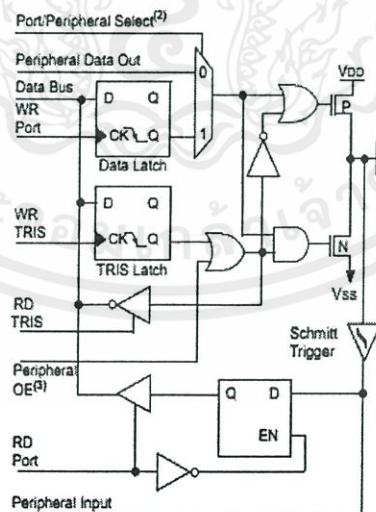 Port/Peripheral Select(2)
Peripheral Data Out
0
VDD
Data Bus
D Q
P
WR
Port
CK Q
1
Data Latch
D Q
WR
TRIS
CK Q
N
TRIS Latch
VSS
RD
TRIS
Schmitt
Trigger
Peripheral
OE(3)
Q D
EN
RD
Port
Peripheral Input